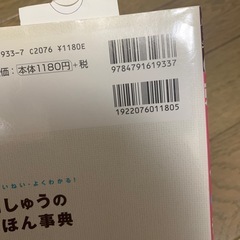 933-7 C2076 ¥1180E
価:本体1180円+税
9784791619337
1922076011805
いねい・よくわかる!
しゅうの
ほん事典